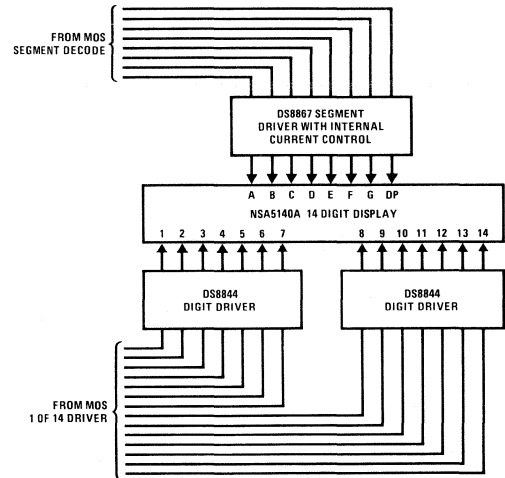 FROM MOS
SEGMENT DECODE
DS8867 SEGMENT
DRIVER WITH INTERNAL
CURRENT CONTROL
A B C D E F G DP
NSA5140A 14 DIGIT DISPLAY
1 2 3 4 5 6 7 8 9 10 11 12 13 14
DS8844
DIGIT DRIVER
DS8844
DIGIT DRIVER
FROM MOS
1 OF 14 DRIVER